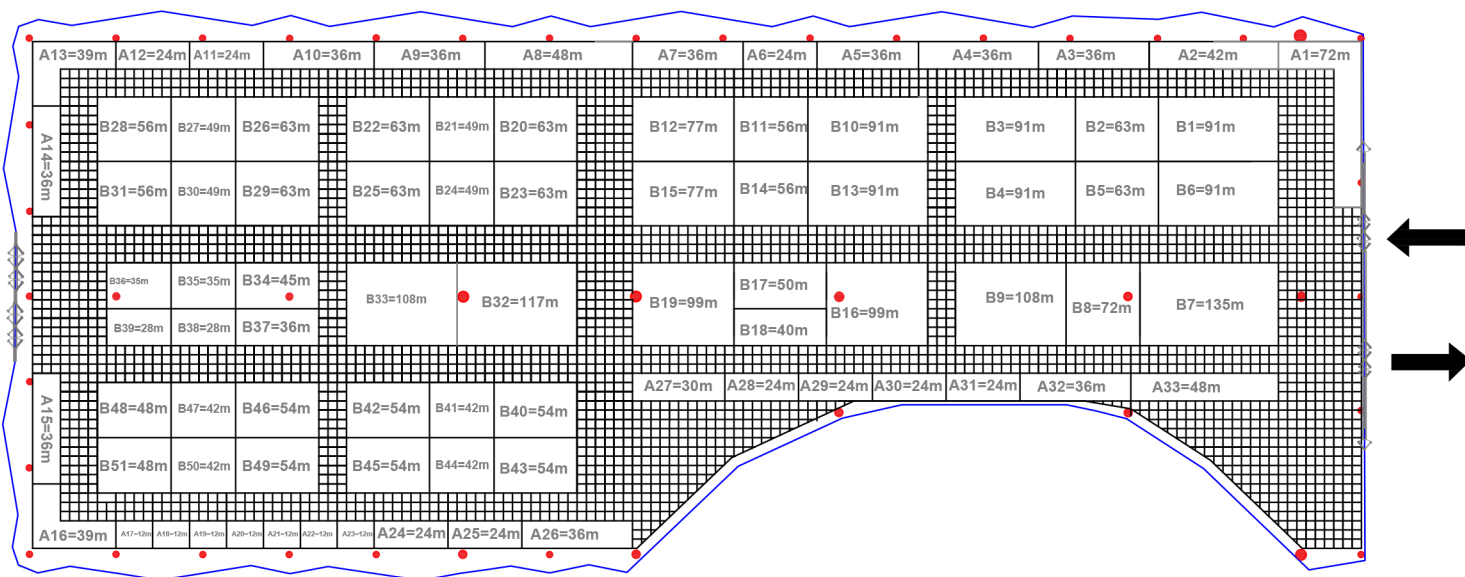 A13=39m A12=24m A11=24m A10=36m A9=36m A8=48m A7=36m A6=24m A5=36m A4=36m A3=36m A2=42m A1=72m
B28=56m B27=49m B26=63m B22=63m B21=49m B20=63m B12=77m B11=56m B10=91m B3=91m B2=63m B1=91m
A14=36m
B31=56m B30=49m B29=63m B25=63m B24=49m B23=63m B15=77m B14=56m B13=91m B4=91m B5=63m B6=91m
B36=35m B35=35m B34=45m B33=108m B32=117m B19=99m B17=50m B16=99m B9=108m B8=72m B7=135m
B39=28m B38=28m B37=36m B18=40m
A27=30m A28=24m A29=24m A30=24m A31=24m A32=36m A33=48m
A15=36m
B48=48m B47=42m B46=54m B42=54m B41=42m B40=54m
B51=48m B50=42m B49=54m B45=54m B44=42m B43=54m
A16=39m A17=12m A18=12m A19=12m A20=12m A21=12m A22=12m A23=12m A24=24m A25=24m A26=36m